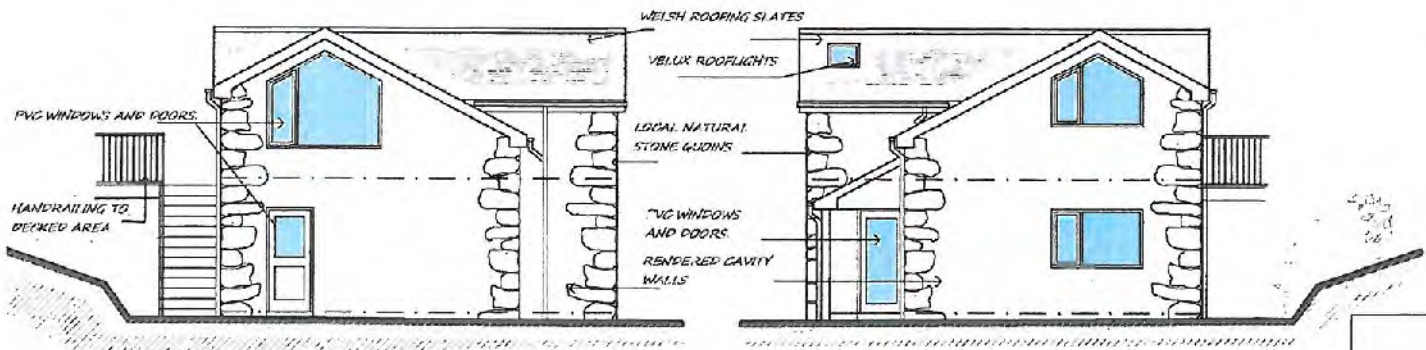 WELSH ROOFING SLATES
VELUX ROOFLIGHTS
PVC WINDOWS AND DOORS.
LOCAL NATURAL
STONE QUOINS
HANDRAILING TO
DECKED AREA
PVC WINDOWS
AND DOORS.
RENDERED CAVITY
WALLS